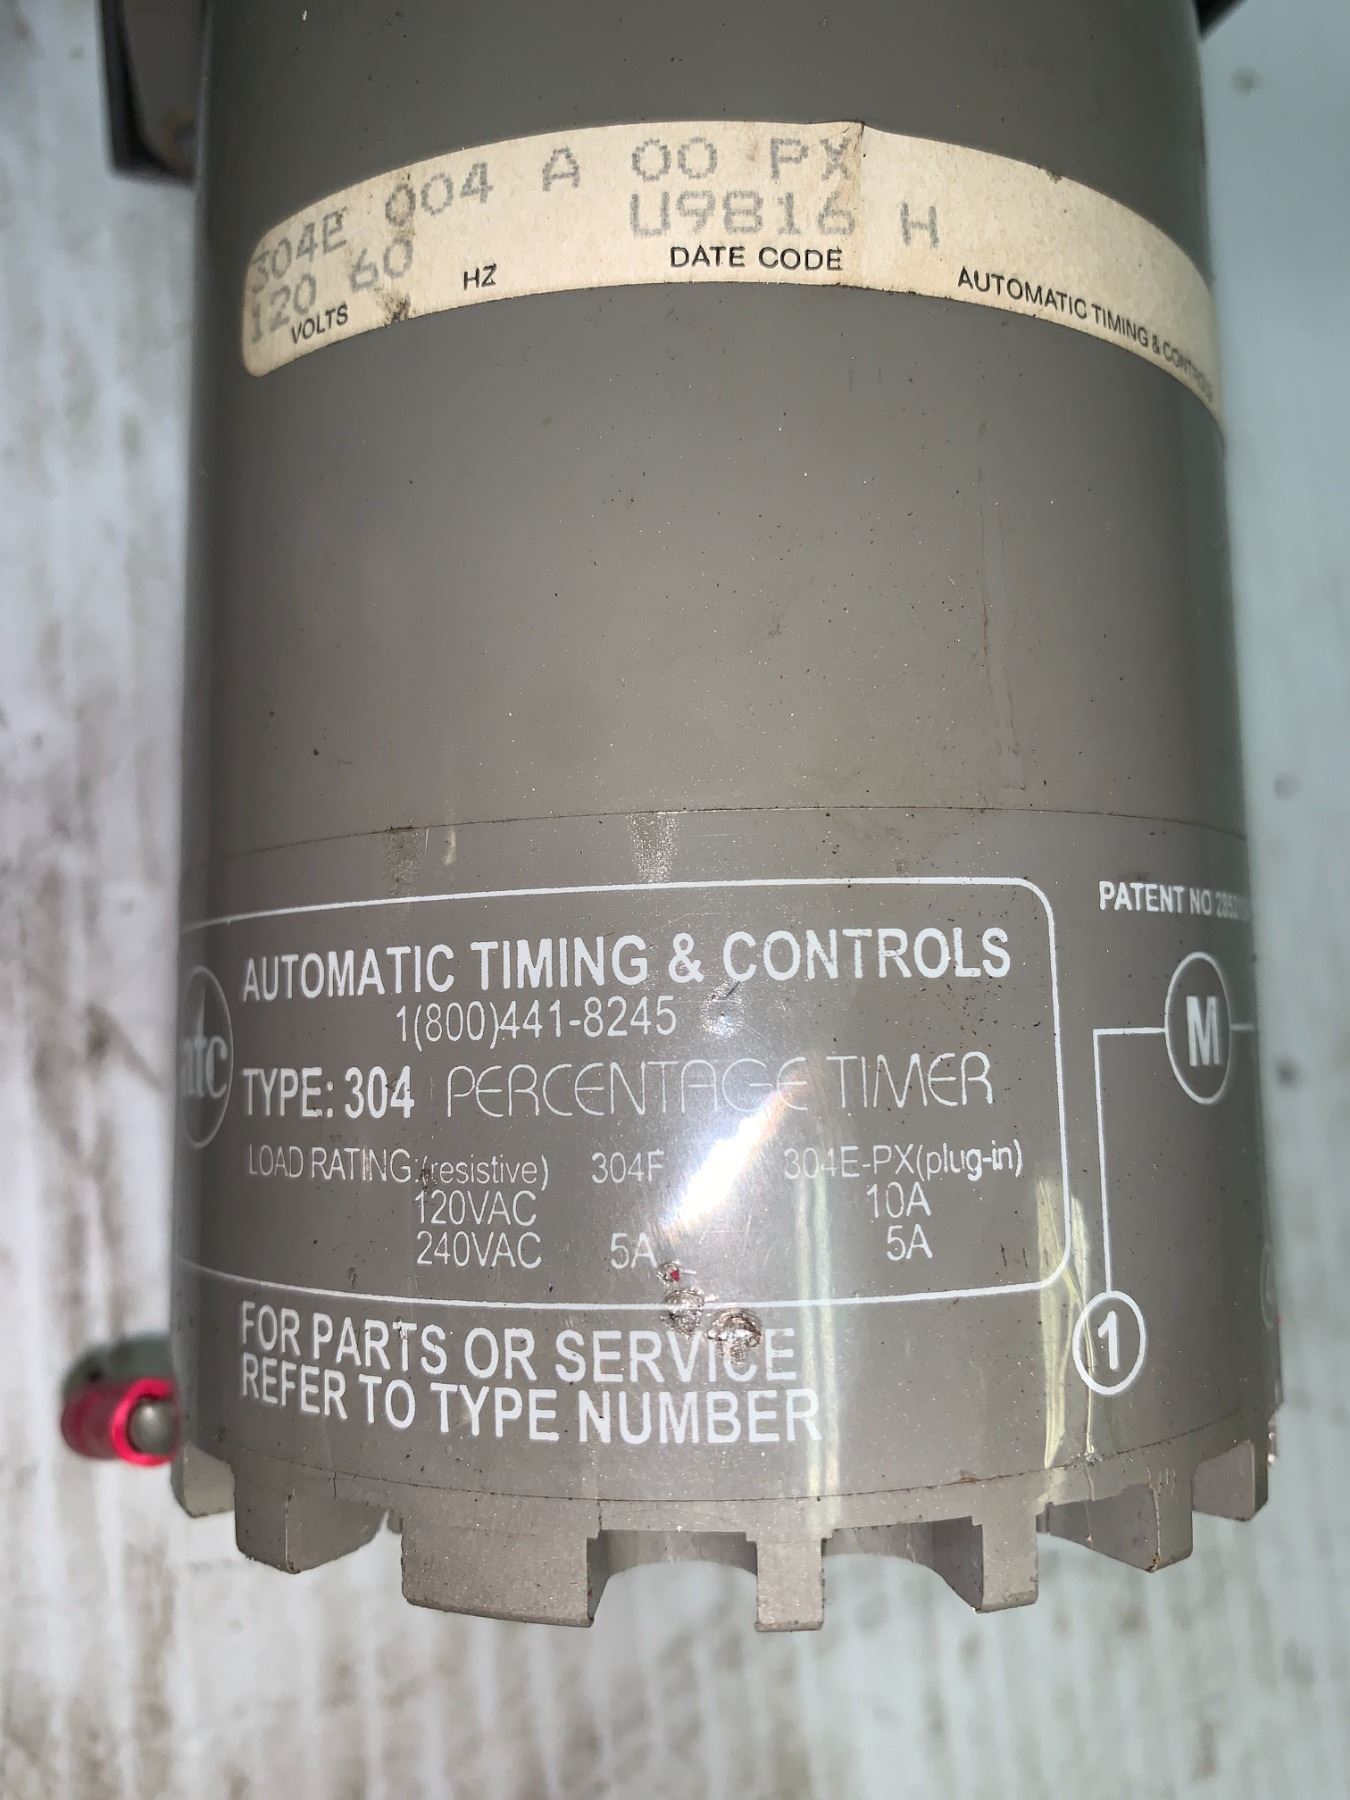 304E 004 A 00 PX
120 60 U9816 H
VOLTS HZ DATE CODE AUTOMATIC TIMING & CONTROLS
PATENT NO
atc
AUTOMATIC TIMING & CONTROLS
1(800)441-8245
TYPE: 304 PERCENTAGE TIMER
LOAD RATING:(resistive) 304F 304E-PX(plug-in)
120VAC 10A
240VAC 5A 5A
FOR PARTS OR SERVICE
REFER TO TYPE NUMBER
M
1